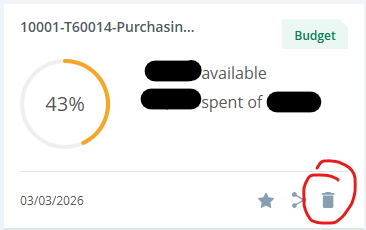 10001-T60014-Purchasin...
Budget
43%
available
spent of
03/03/2026